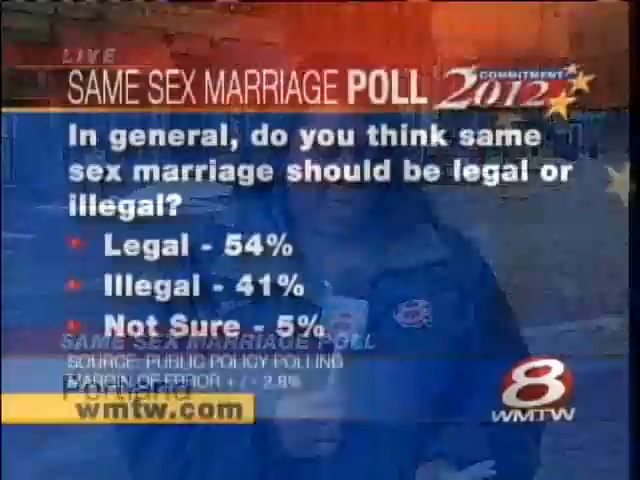 LIVE
SAME SEX MARRIAGE POLL COMMITMENT 2012
In general, do you think same
sex marriage should be legal or
illegal?
Legal - 54%
Illegal - 41%
Not Sure - 5%
SAME SEX MARRIAGE POLL
SOURCE: PUBLIC POLICY POLLING
MARGIN OF ERROR +/- 2.8%
Portland
wmtw.com
8
WMTW